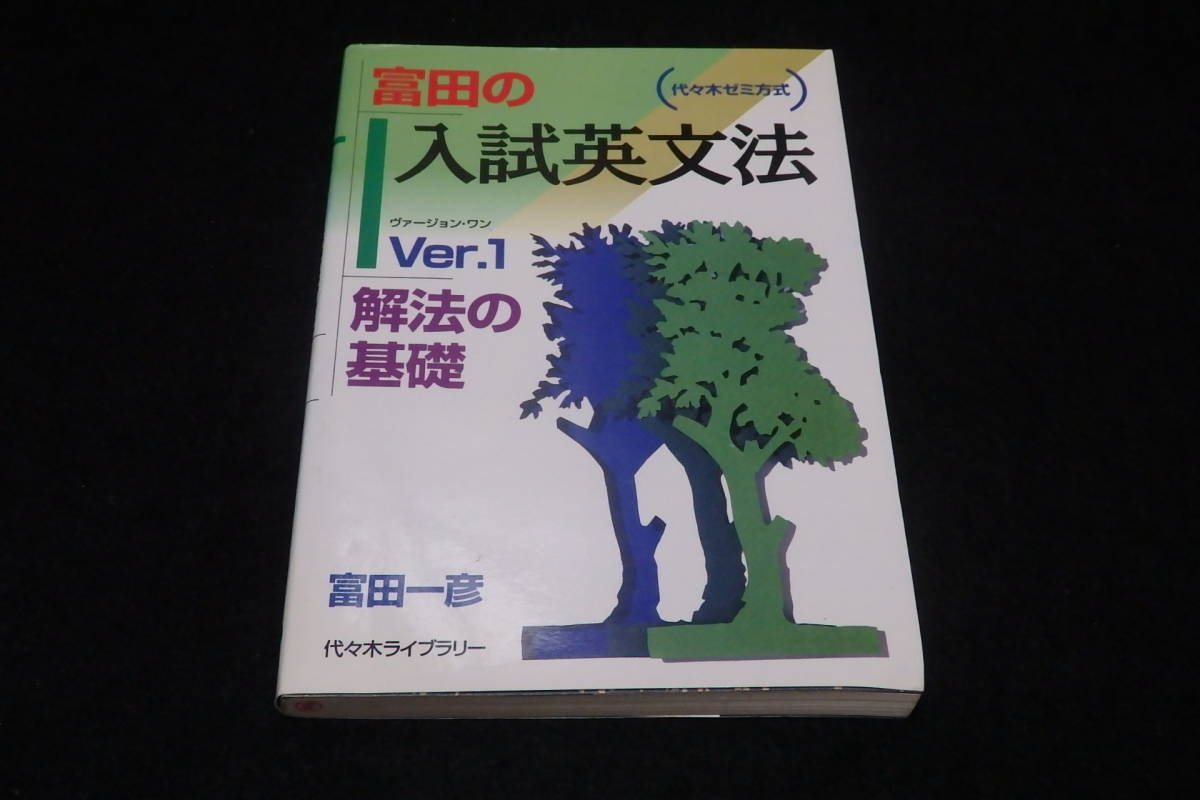 富田の
(代々木ゼミ方式)
入試英文法
ヴァージョン・ワン
Ver.1
解法の
基礎
富田一彦
代々木ライブラリー